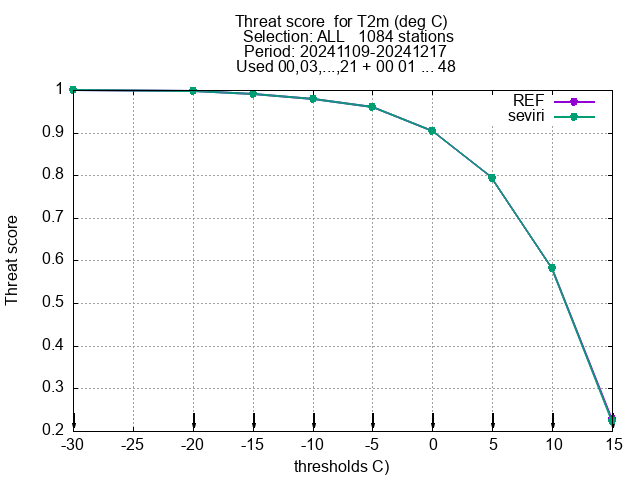 Threat score  for T2m (deg C)
Selection: ALL   1084 stations
Period: 20241109-20241217
Used 00,03,...,21 + 00 01 ... 48
REF
seviri
1
0.9
0.8
0.7
0.6
0.5
0.4
0.3
0.2
Threat score
-30 -25 -20 -15 -10 -5 0 5 10 15
thresholds C)